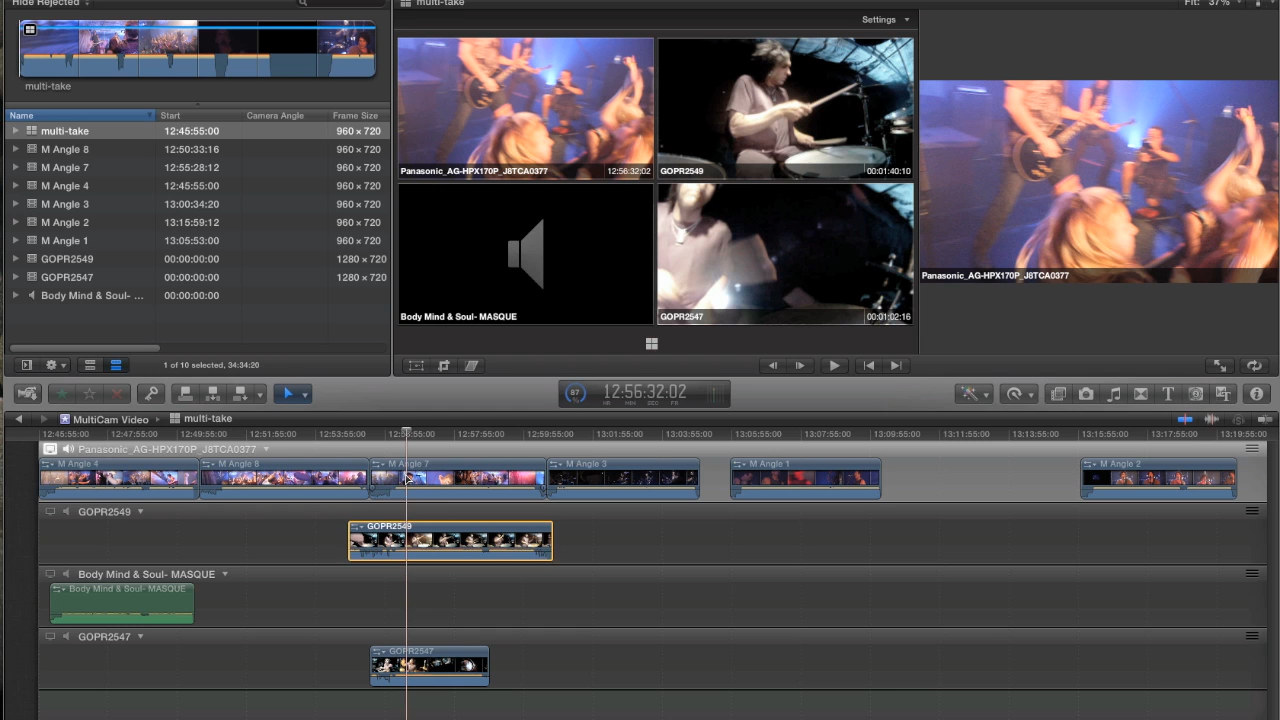 Hide Rejected
multi-take
Name Start Camera Angle Frame Size
multi-take 12:45:55:00 960 × 720
M Angle 8 12:50:33:16 960 × 720
M Angle 7 12:55:28:12 960 × 720
M Angle 4 12:45:55:00 960 × 720
M Angle 3 13:00:34:20 960 × 720
M Angle 2 13:15:59:12 960 × 720
M Angle 1 13:05:53:00 960 × 720
GOPR2549 00:00:00:00 1280 × 720
GOPR2547 00:00:00:00 1280 × 720
Body Mind & Soul- ... 00:00:00:00
1 of 10 selected, 34:34:20
multi-take
Fit: 37%
Settings
Panasonic_AG-HPX170P_J8TCA0377 12:56:32:02
GOPR2549 00:01:40:10
Body Mind & Soul- MASQUE
GOPR2547 00:01:02:16
Panasonic_AG-HPX170P_J8TCA0377
97 % 12:56:32:02
HR MIN SEC FR
MultiCam Video multi-take
12:45:55:00 12:47:55:00 12:49:55:00 12:51:55:00 12:53:55:00 12:55:55:00 12:57:55:00 12:59:55:00 13:01:55:00 13:03:55:00 13:05:55:00 13:07:55:00 13:09:55:00 13:11:55:00 13:13:55:00 13:15:55:00 13:17:55:00 13:19:55:00
Panasonic_AG-HPX170P_J8TCA0377
M Angle 4 M Angle 8 M Angle 7 M Angle 3 M Angle 1 M Angle 2
GOPR2549
GOPR2549
Body Mind & Soul- MASQUE
Body Mind & Soul- MASQUE
GOPR2547
GOPR2547